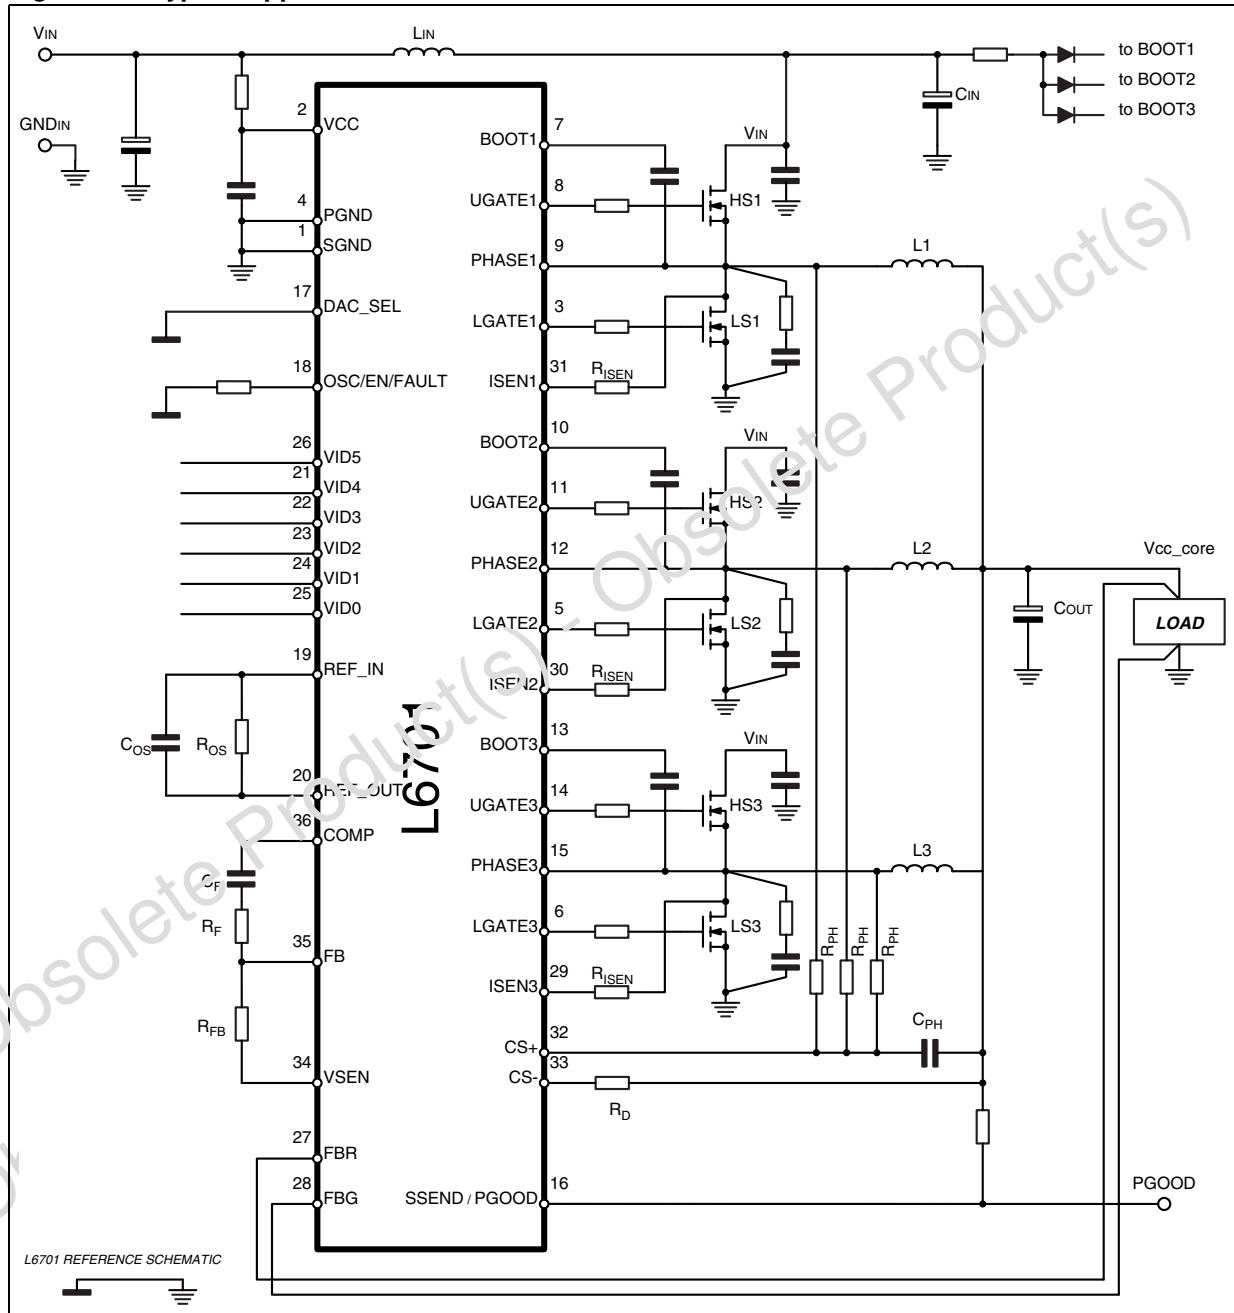 VIN
LIN
to BOOT1
to BOOT2
to BOOT3
CIN
GNDIN
2
VCC
7
BOOT1
VIN
8
UGATE1
HS1
4
PGND
1
SGND
9
PHASE1
L1
17
DAC_SEL
3
LGATE1
LS1
18
OSC/EN/FAULT
31
ISEN1
RISEN
10
BOOT2
VIN
26
VID5
21
VID4
22
VID3
23
VID2
24
VID1
25
VID0
11
UGATE2
HS2
12
PHASE2
L2
Vcc_core
5
LGATE2
LS2
COUT
LOAD
19
REF_IN
30
ISEN2
RISEN
COS
ROS
L6701
13
BOOT3
VIN
20
REF_OUT
14
UGATE3
HS3
36
COMP
15
PHASE3
L3
CF
RF
6
LGATE3
LS3
RPH
RPH
RPH
35
FB
29
ISEN3
RISEN
RFB
32
CS+
CPH
34
VSEN
33
CS-
RD
27
FBR
28
FBG
16
SSEND / PGOOD
PGOOD
L6701 REFERENCE SCHEMATIC
Obsolete Product(s) - Obsolete Product(s)